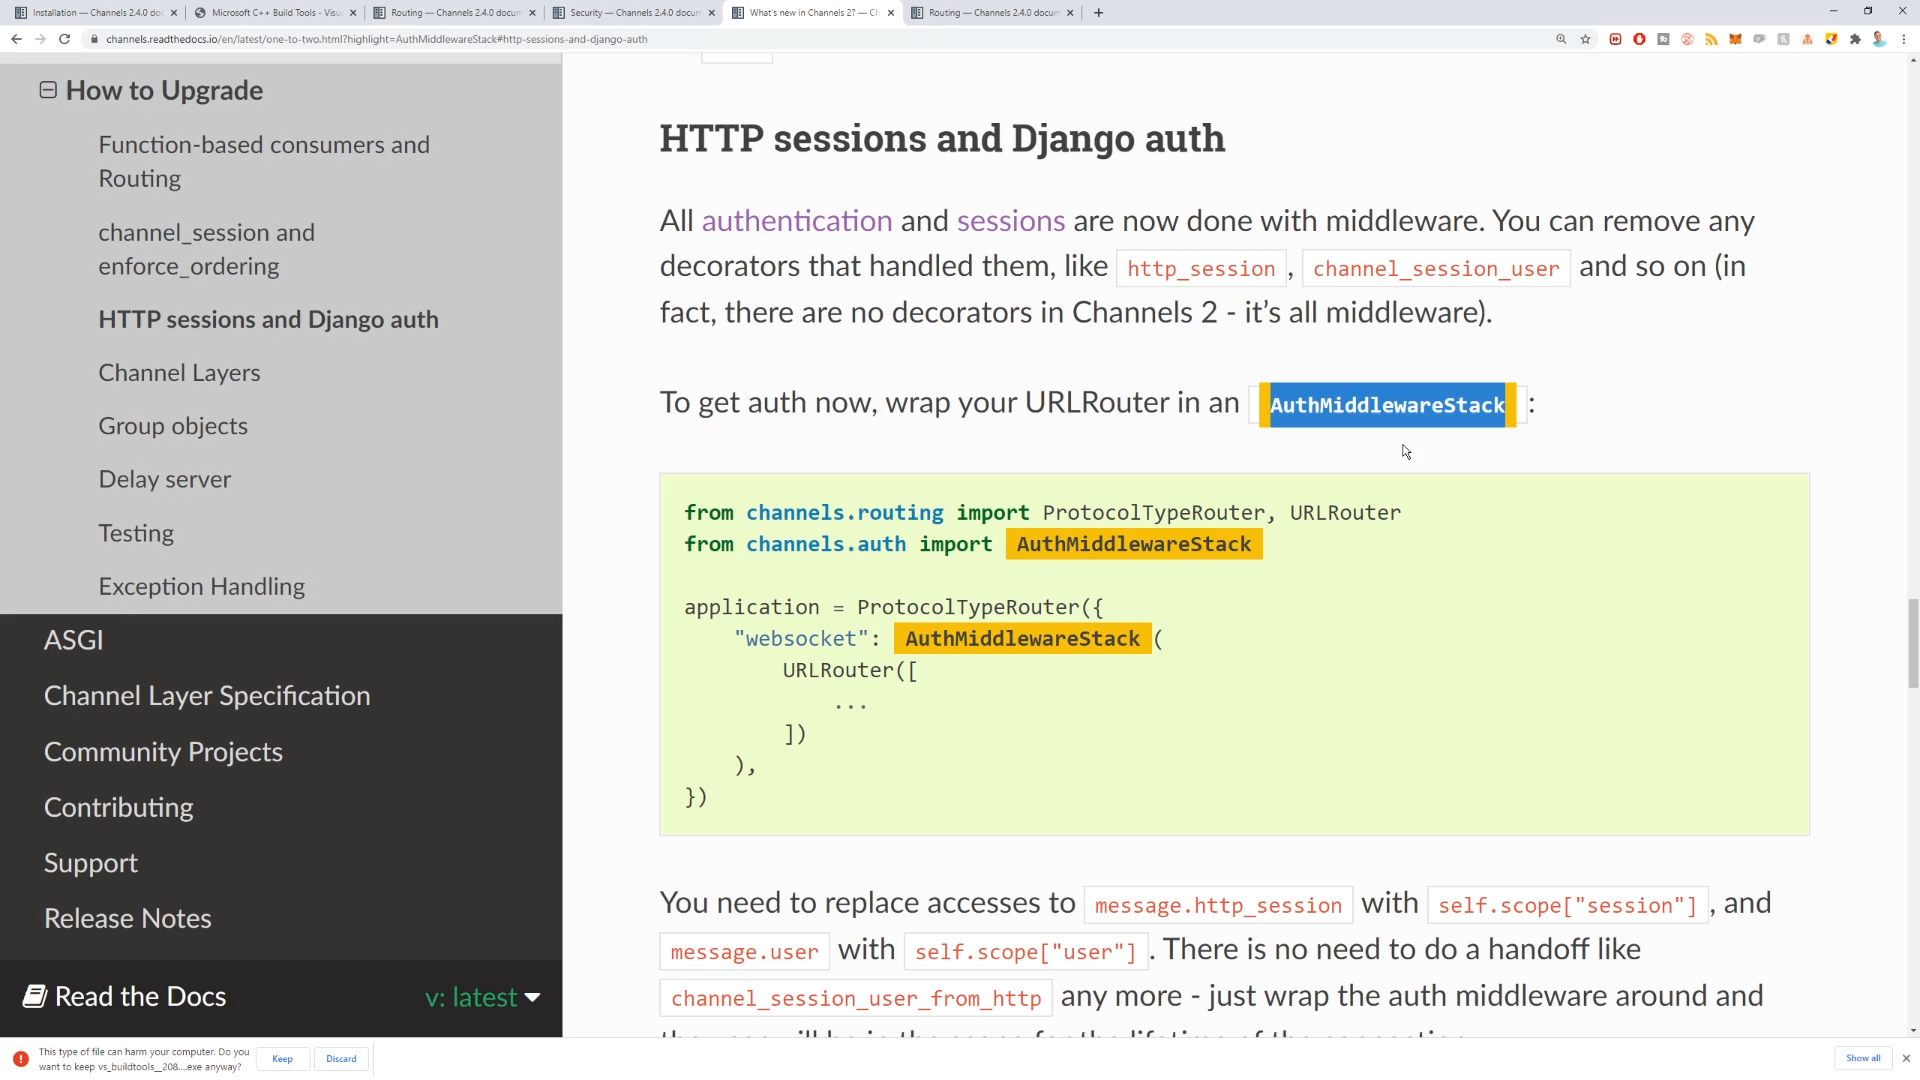 Installation — Channels 2.4.0 doc
Microsoft C++ Build Tools - Visua
Routing — Channels 2.4.0 docum
Security — Channels 2.4.0 docum
What's new in Channels 2? — Ch
Routing — Channels 2.4.0 docum
channels.readthedocs.io/en/latest/one-to-two.html?highlight=AuthMiddlewareStack#http-sessions-and-django-auth
How to Upgrade
Function-based consumers and
Routing
channel_session and
enforce_ordering
HTTP sessions and Django auth
Channel Layers
Group objects
Delay server
Testing
Exception Handling
ASGI
Channel Layer Specification
Community Projects
Contributing
Support
Release Notes
Read the Docs
v: latest
HTTP sessions and Django auth
All authentication and sessions are now done with middleware. You can remove any
decorators that handled them, like http_session , channel_session_user and so on (in
fact, there are no decorators in Channels 2 - it’s all middleware).
To get auth now, wrap your URLRouter in an AuthMiddlewareStack :
from channels.routing import ProtocolTypeRouter, URLRouter
from channels.auth import AuthMiddlewareStack
application = ProtocolTypeRouter({
"websocket": AuthMiddlewareStack (
URLRouter([
...
])
),
})
You need to replace accesses to message.http_session with self.scope["session"] , and
message.user with self.scope["user"] . There is no need to do a handoff like
channel_session_user_from_http any more - just wrap the auth middleware around and
This type of file can harm your computer. Do you
want to keep vs_buildtools__208....exe anyway?
Keep
Discard
Show all